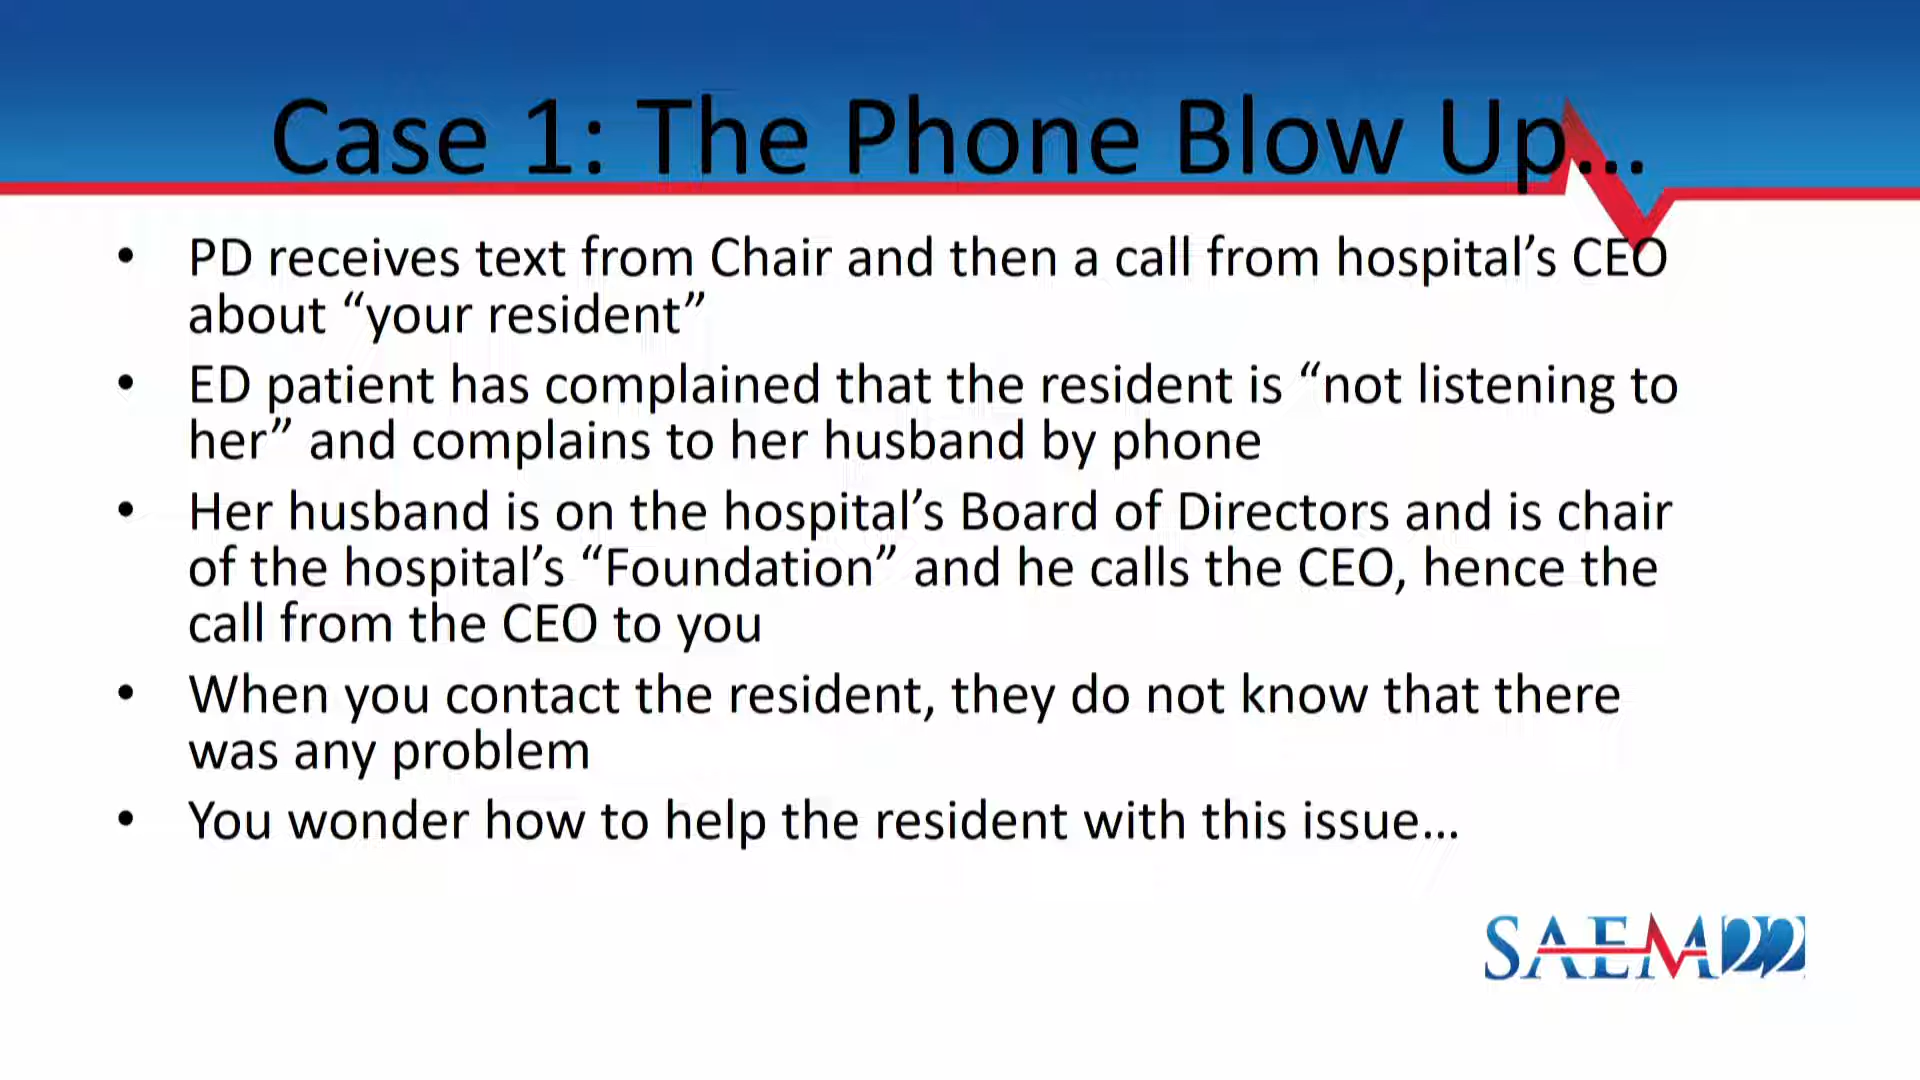 Case 1: The Phone Blow Up...
• PD receives text from Chair and then a call from hospital’s CEO
about “your resident”
• ED patient has complained that the resident is “not listening to
her” and complains to her husband by phone
• Her husband is on the hospital’s Board of Directors and is chair
of the hospital’s “Foundation” and he calls the CEO, hence the
call from the CEO to you
• When you contact the resident, they do not know that there
was any problem
• You wonder how to help the resident with this issue...
SAEM22